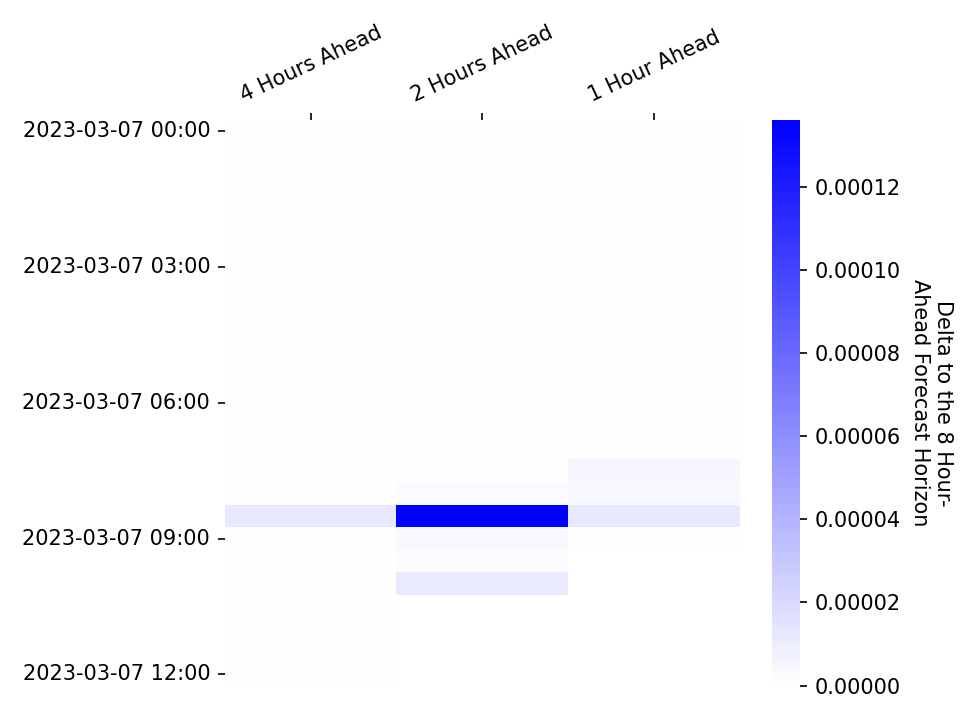 4 Hours Ahead
2 Hours Ahead
1 Hour Ahead
2023-03-07 00:00
2023-03-07 03:00
2023-03-07 06:00
2023-03-07 09:00
2023-03-07 12:00
0.00012
0.00010
0.00008
0.00006
0.00004
0.00002
0.00000
Delta to the 8 Hour-
Ahead Forecast Horizon